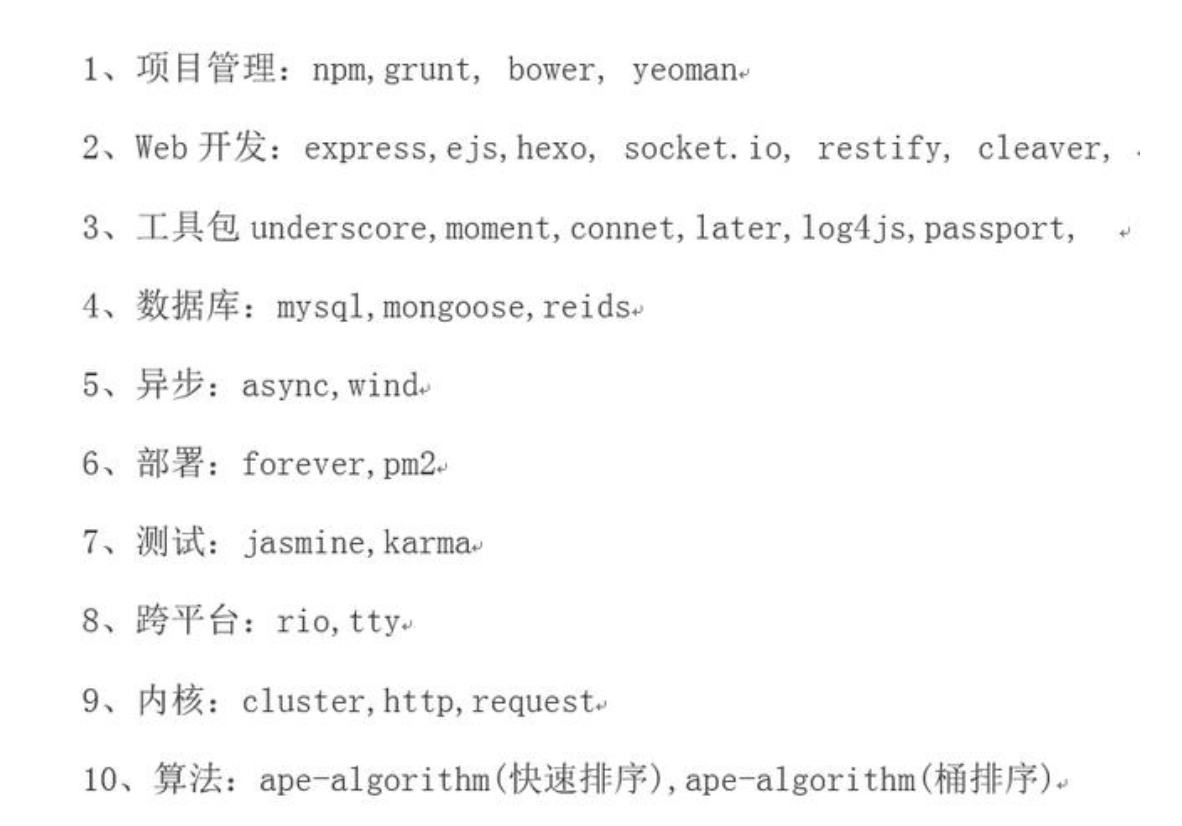 1、项目管理：npm,grunt, bower, yeoman
2、Web 开发：express,ejs,hexo, socket.io, restify, cleaver,
3、工具包 underscore,moment,connet,later,log4js,passport,
4、数据库：mysql,mongoose,reids
5、异步：async,wind
6、部署：forever,pm2
7、测试：jasmine,karma
8、跨平台：rio,tty
9、内核：cluster,http,request
10、算法：ape-algorithm(快速排序),ape-algorithm(桶排序)